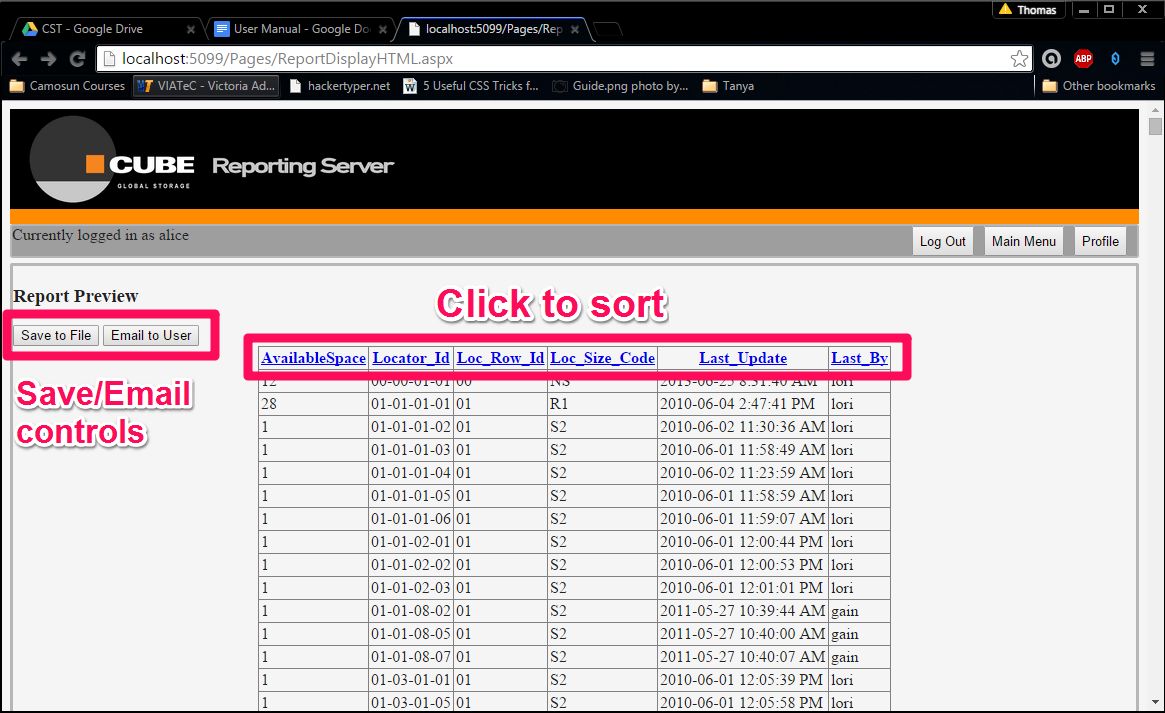 Thomas
CST - Google Drive
User Manual - Google Do
localhost:5099/Pages/Rep
localhost:5099/Pages/ReportDisplayHTML.aspx
ABP
Camosun Courses
VIATeC - Victoria Ad...
hackertyper.net
5 Useful CSS Tricks f...
Guide.png photo by...
Tanya
Other bookmarks
CUBE
GLOBAL STORAGE
Reporting Server
Currently logged in as alice
Log Out
Main Menu
Profile
Report Preview
Click to sort
Save to File
Email to User
Save/Email
controls
AvailableSpace Locator_Id Loc_Row_Id Loc_Size_Code Last_Update Last_By
12 00-00-01-01 00 NS 2013-06-25 8:51:40 AM lori
28 01-01-01-01 01 R1 2010-06-04 2:47:41 PM lori
1 01-01-01-02 01 S2 2010-06-02 11:30:36 AM lori
1 01-01-01-03 01 S2 2010-06-01 11:58:49 AM lori
1 01-01-01-04 01 S2 2010-06-02 11:23:59 AM lori
1 01-01-01-05 01 S2 2010-06-01 11:58:59 AM lori
1 01-01-01-06 01 S2 2010-06-01 11:59:07 AM lori
1 01-01-02-01 01 S2 2010-06-01 12:00:44 PM lori
1 01-01-02-02 01 S2 2010-06-01 12:00:53 PM lori
1 01-01-02-03 01 S2 2010-06-01 12:01:01 PM lori
1 01-01-08-02 01 S2 2011-05-27 10:39:44 AM gain
1 01-01-08-05 01 S2 2011-05-27 10:40:00 AM gain
1 01-01-08-07 01 S2 2011-05-27 10:40:07 AM gain
1 01-03-01-01 01 S2 2010-06-01 12:05:39 PM lori
1 01-03-01-05 01 S2 2010-06-01 12:05:58 PM lori